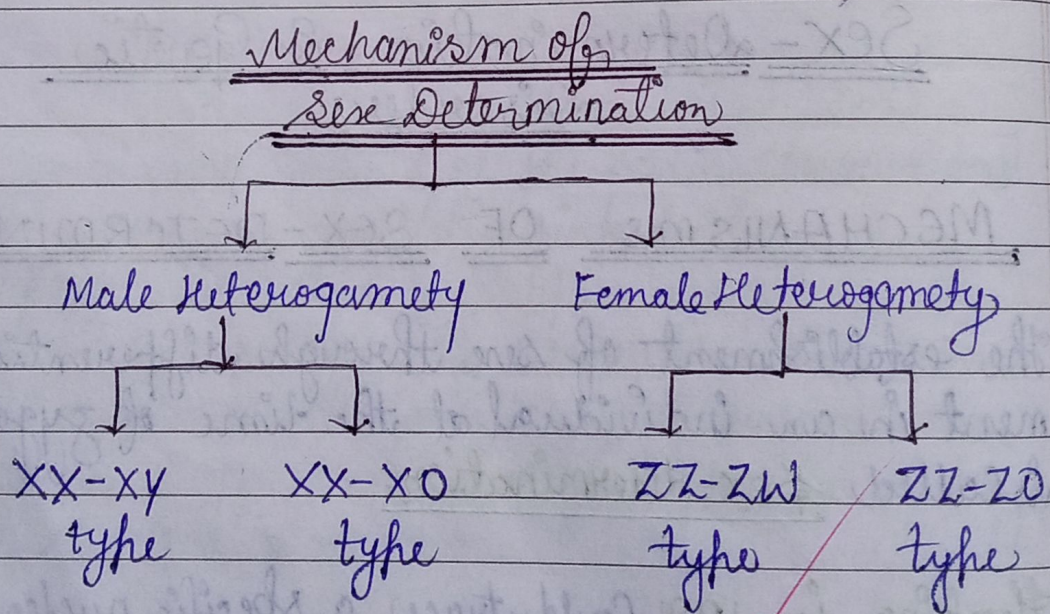 Mechanism of
Sex Determination
Male Heterogamety Female Heterogamety
XX-XY XX-XO ZZ-ZW ZZ-ZO
type type type type